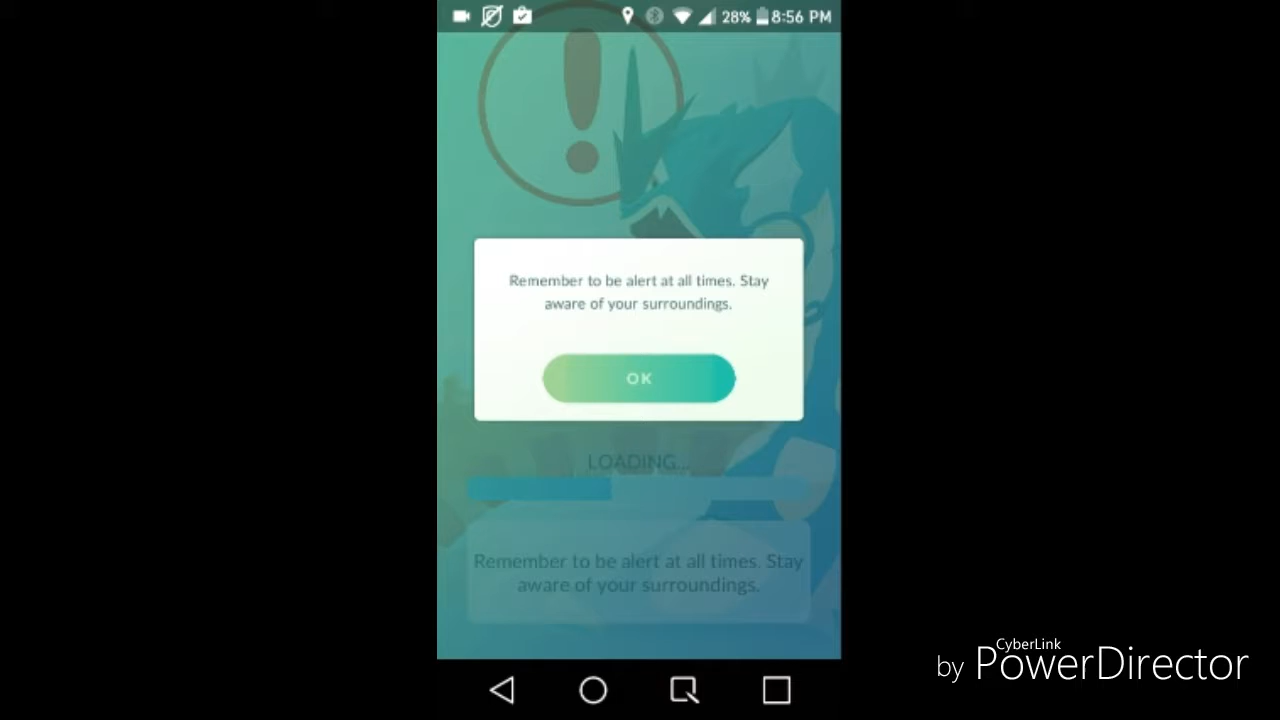 28% 8:56 PM
Remember to be alert at all times. Stay
aware of your surroundings.
OK
LOADING...
Remember to be alert at all times. Stay
aware of your surroundings.
CyberLink
by PowerDirector